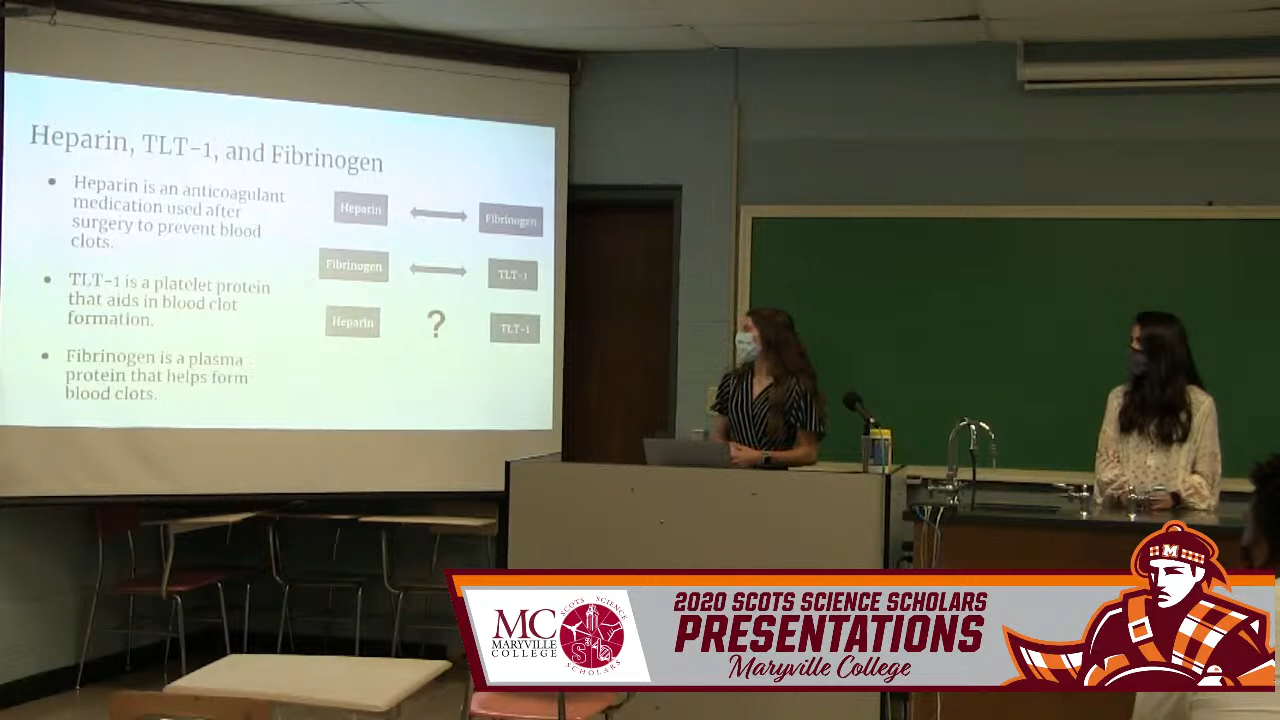 Heparin, TLT-1, and Fibrinogen
Heparin is an anticoagulant
medication used after
surgery to prevent blood
clots.
TLT-1 is a platelet protein
that aids in blood clot
formation.
Fibrinogen is a plasma
protein that helps form
blood clots.
Heparin
Fibrinogen
Fibrinogen
TLT-1
Heparin
?
TLT-1
MC
MARYVILLE
COLLEGE
SCOTS SCIENCE
SCHOLARS
2020 SCOTS SCIENCE SCHOLARS
PRESENTATIONS
Maryville College
M